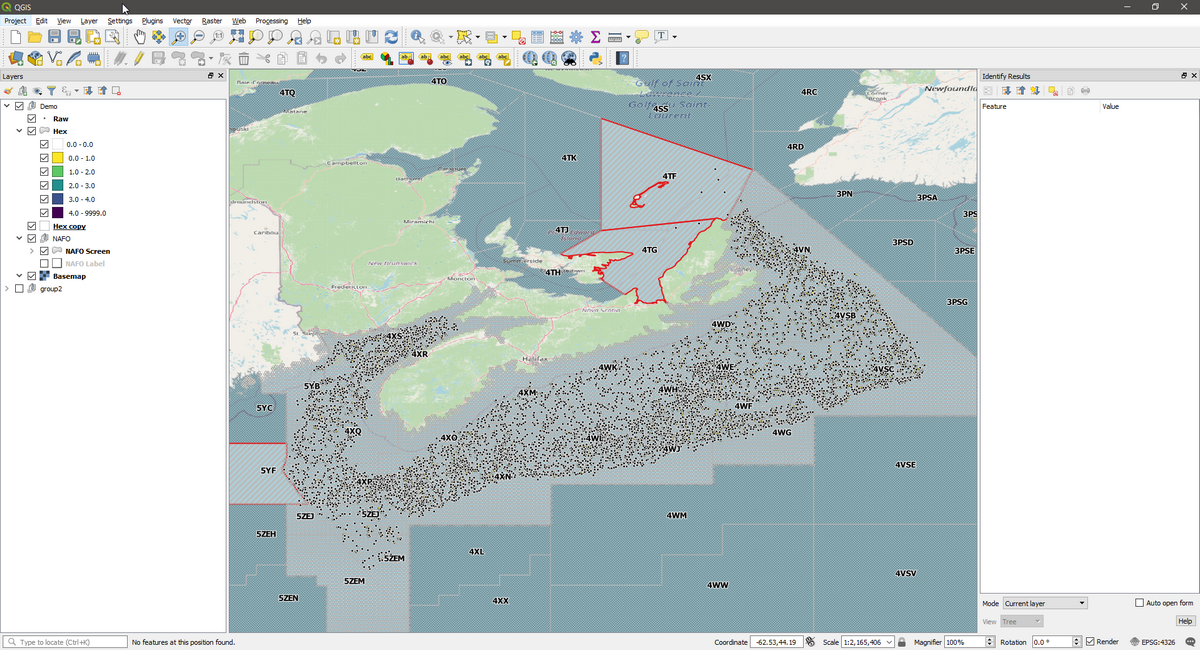 QGIS
Project Edit View Layer Settings Plugins Vector Raster Web Processing Help
Layers
Identify Results
Feature Value
Demo
Raw
Hex
0.0 - 0.0
0.0 - 1.0
1.0 - 2.0
2.0 - 3.0
3.0 - 4.0
4.0 - 9999.0
Hex copy
NAFO
NAFO Screen
NAFO Label
Basemap
group2
4TO
4SX
Gulf of Saint
Lawrence /
Golfe du Saint-
Laurent
4SS
4TQ
4RC
Newfoundla
Corner
Brook
Matane
4RD
4TK
Campbellton
4TF
3PN
3PSA
3PS
Edmundston
Miramichi
4TJ
Caribou
4TG
4VN
3PSD
3PSE
New Brunswick
4TH
Sydney
Moncton
Fredericton
3PSG
Nova Scotia
4VSB
4WD
4XS
4XR
Halifax
4WK
4WE
4VSC
5YB
4XM
4WH
5YC
4WF
4XQ
4XO
4WL
4WG
4WJ
5YF
4XP
4XN
4VSE
5ZEJ
5ZEJ
4WM
5ZEH
4XL
5ZEM
4VSV
5ZEM
4WW
5ZEN
4XX
Mode Current layer Auto open form
View Tree Help
Type to locate (Ctrl+K) No features at this position found. Coordinate -62.53,44.19 Scale 1:2,165,406 Magnifier 100% Rotation 0.0 ° Render EPSG:4326